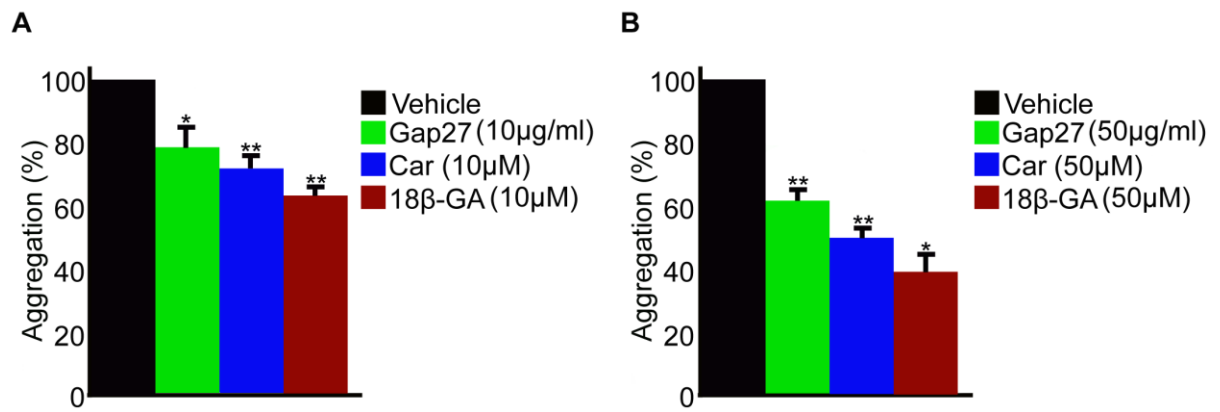 A
Aggregation (%)
100
80
60
40
20
0
*
**
**
Vehicle
Gap27 (10µg/ml)
Car (10µM)
18β-GA (10µM)
B
Aggregation (%)
100
80
60
40
20
0
**
**
*
Vehicle
Gap27 (50µg/ml)
Car (50µM)
18β-GA (50µM)